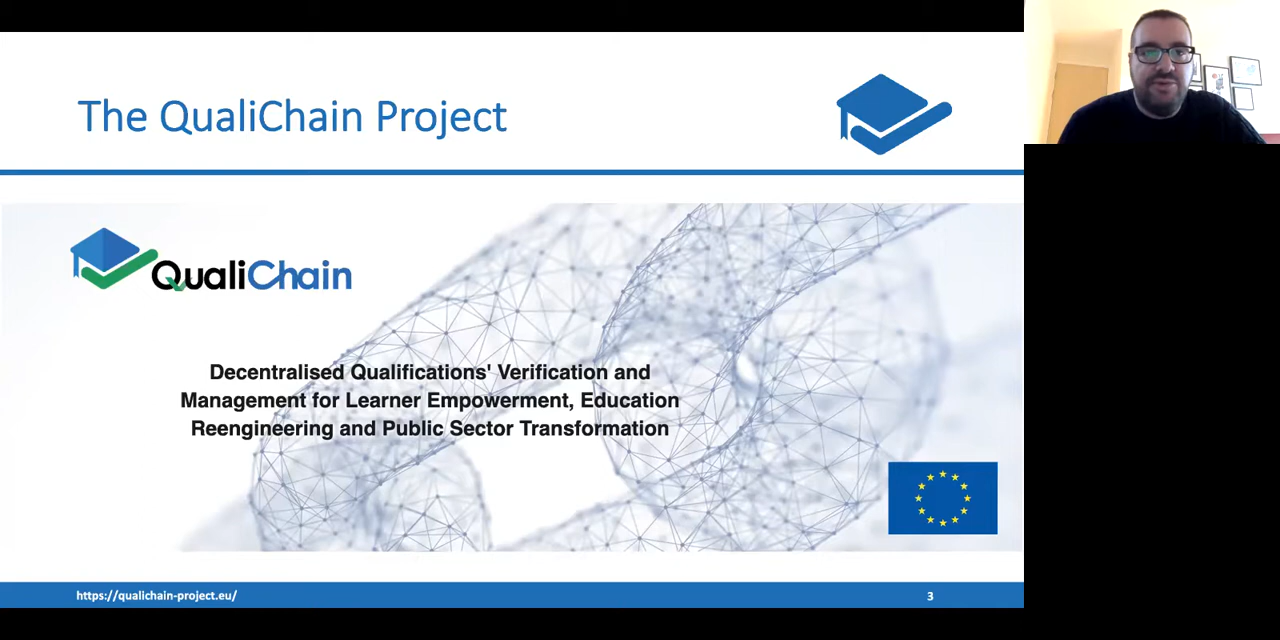 The QualiChain Project
QualiChain
Decentralised Qualifications' Verification and
Management for Learner Empowerment, Education
Reengineering and Public Sector Transformation
https://qualichain-project.eu/
3